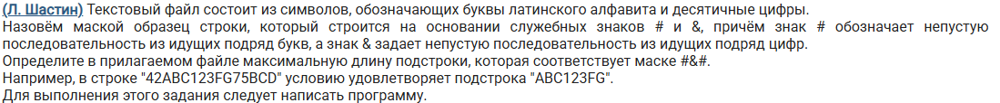 (Л. Шастин) Текстовый файл состоит из символов, обозначающих буквы латинского алфавита и десятичные цифры.
Назовём маской образец строки, который строится на основании служебных знаков # и &, причём знак # обозначает непустую
последовательность из идущих подряд букв, а знак & задает непустую последовательность из идущих подряд цифр.
Определите в прилагаемом файле максимальную длину подстроки, которая соответствует маске #&#.
Например, в строке "42ABC123FG75BCD" условию удовлетворяет подстрока "ABC123FG".
Для выполнения этого задания следует написать программу.